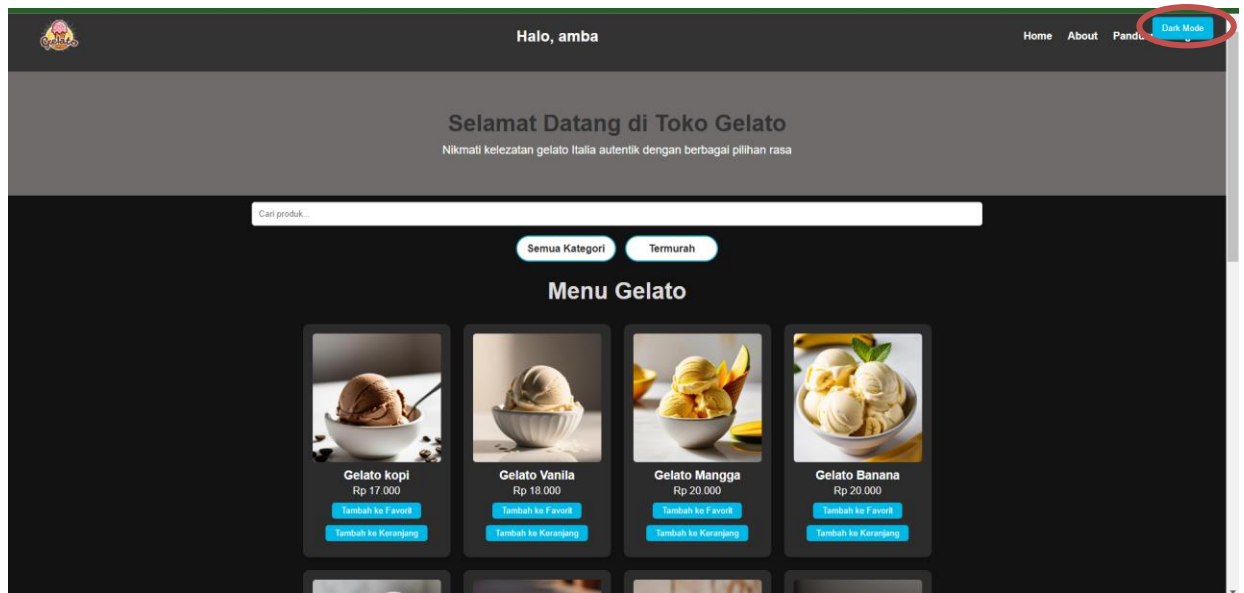 Gelato
Halo, amba
Home About
Dark Mode
Selamat Datang di Toko Gelato
Nikmati kelezatan gelato Italia autentik dengan berbagai pilihan rasa
Cari produk...
Semua Kategori Termurah
Menu Gelato
Gelato kopi Gelato Vanila Gelato Mangga Gelato Banana
Rp 17.000 Rp 18.000 Rp 20.000 Rp 20.000
Tambah ke Favorit Tambah ke Favorit Tambah ke Favorit Tambah ke Favorit
Tambah ke Keranjang Tambah ke Keranjang Tambah ke Keranjang Tambah ke Keranjang